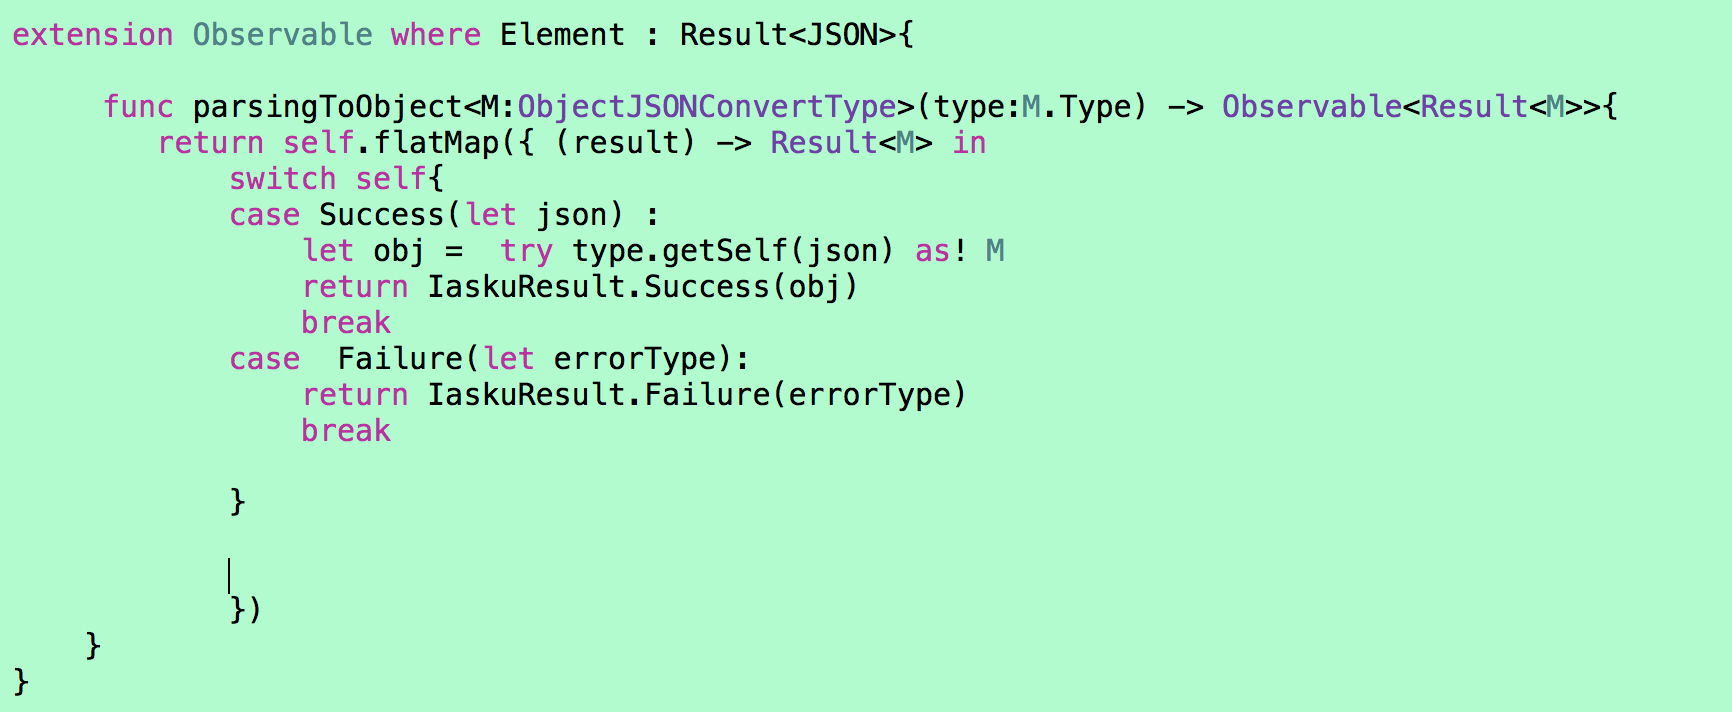 extension Observable where Element : Result<JSON>{
func parsingToObject<M:ObjectJSONConvertType>(type:M.Type) -> Observable<Result<M>>{
return self.flatMap({ (result) -> Result<M> in
switch self{
case Success(let json) :
let obj =  try type.getSelf(json) as! M
return IaskuResult.Success(obj)
break
case  Failure(let errorType):
return IaskuResult.Failure(errorType)
break
}
})
}
}